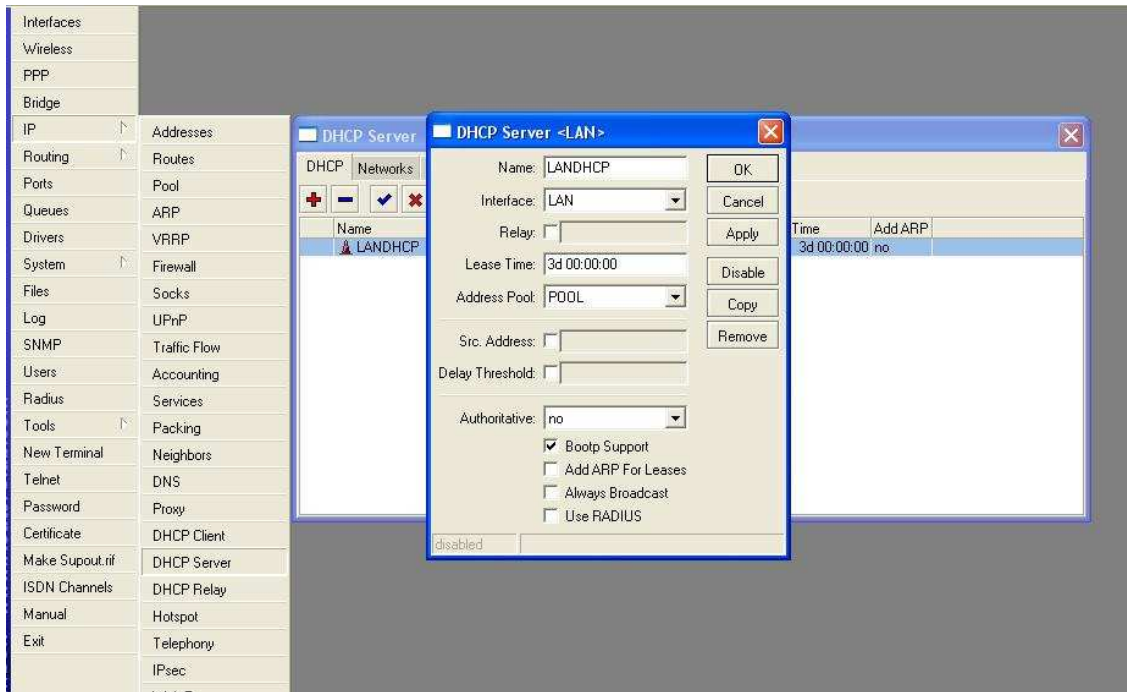 Interfaces
Wireless
PPP
Bridge
IP
Routing
Ports
Queues
Drivers
System
Files
Log
SNMP
Users
Radius
Tools
New Terminal
Telnet
Password
Certificate
Make Supout.rif
ISDN Channels
Manual
Exit
Addresses
Routes
Pool
ARP
VRRP
Firewall
Socks
UPnP
Traffic Flow
Accounting
Services
Packing
Neighbors
DNS
Proxy
DHCP Client
DHCP Server
DHCP Relay
Hotspot
Telephony
IPsec
DHCP Server
DHCP Networks
Name
LANDHCP
Time Add ARP
3d 00:00:00 no
DHCP Server <LAN>
Name: LANDHCP
Interface: LAN
Relay:
Lease Time: 3d 00:00:00
Address Pool: POOL
Src. Address:
Delay Threshold:
Authoritative: no
Bootp Support
Add ARP For Leases
Always Broadcast
Use RADIUS
disabled
OK
Cancel
Apply
Disable
Copy
Remove